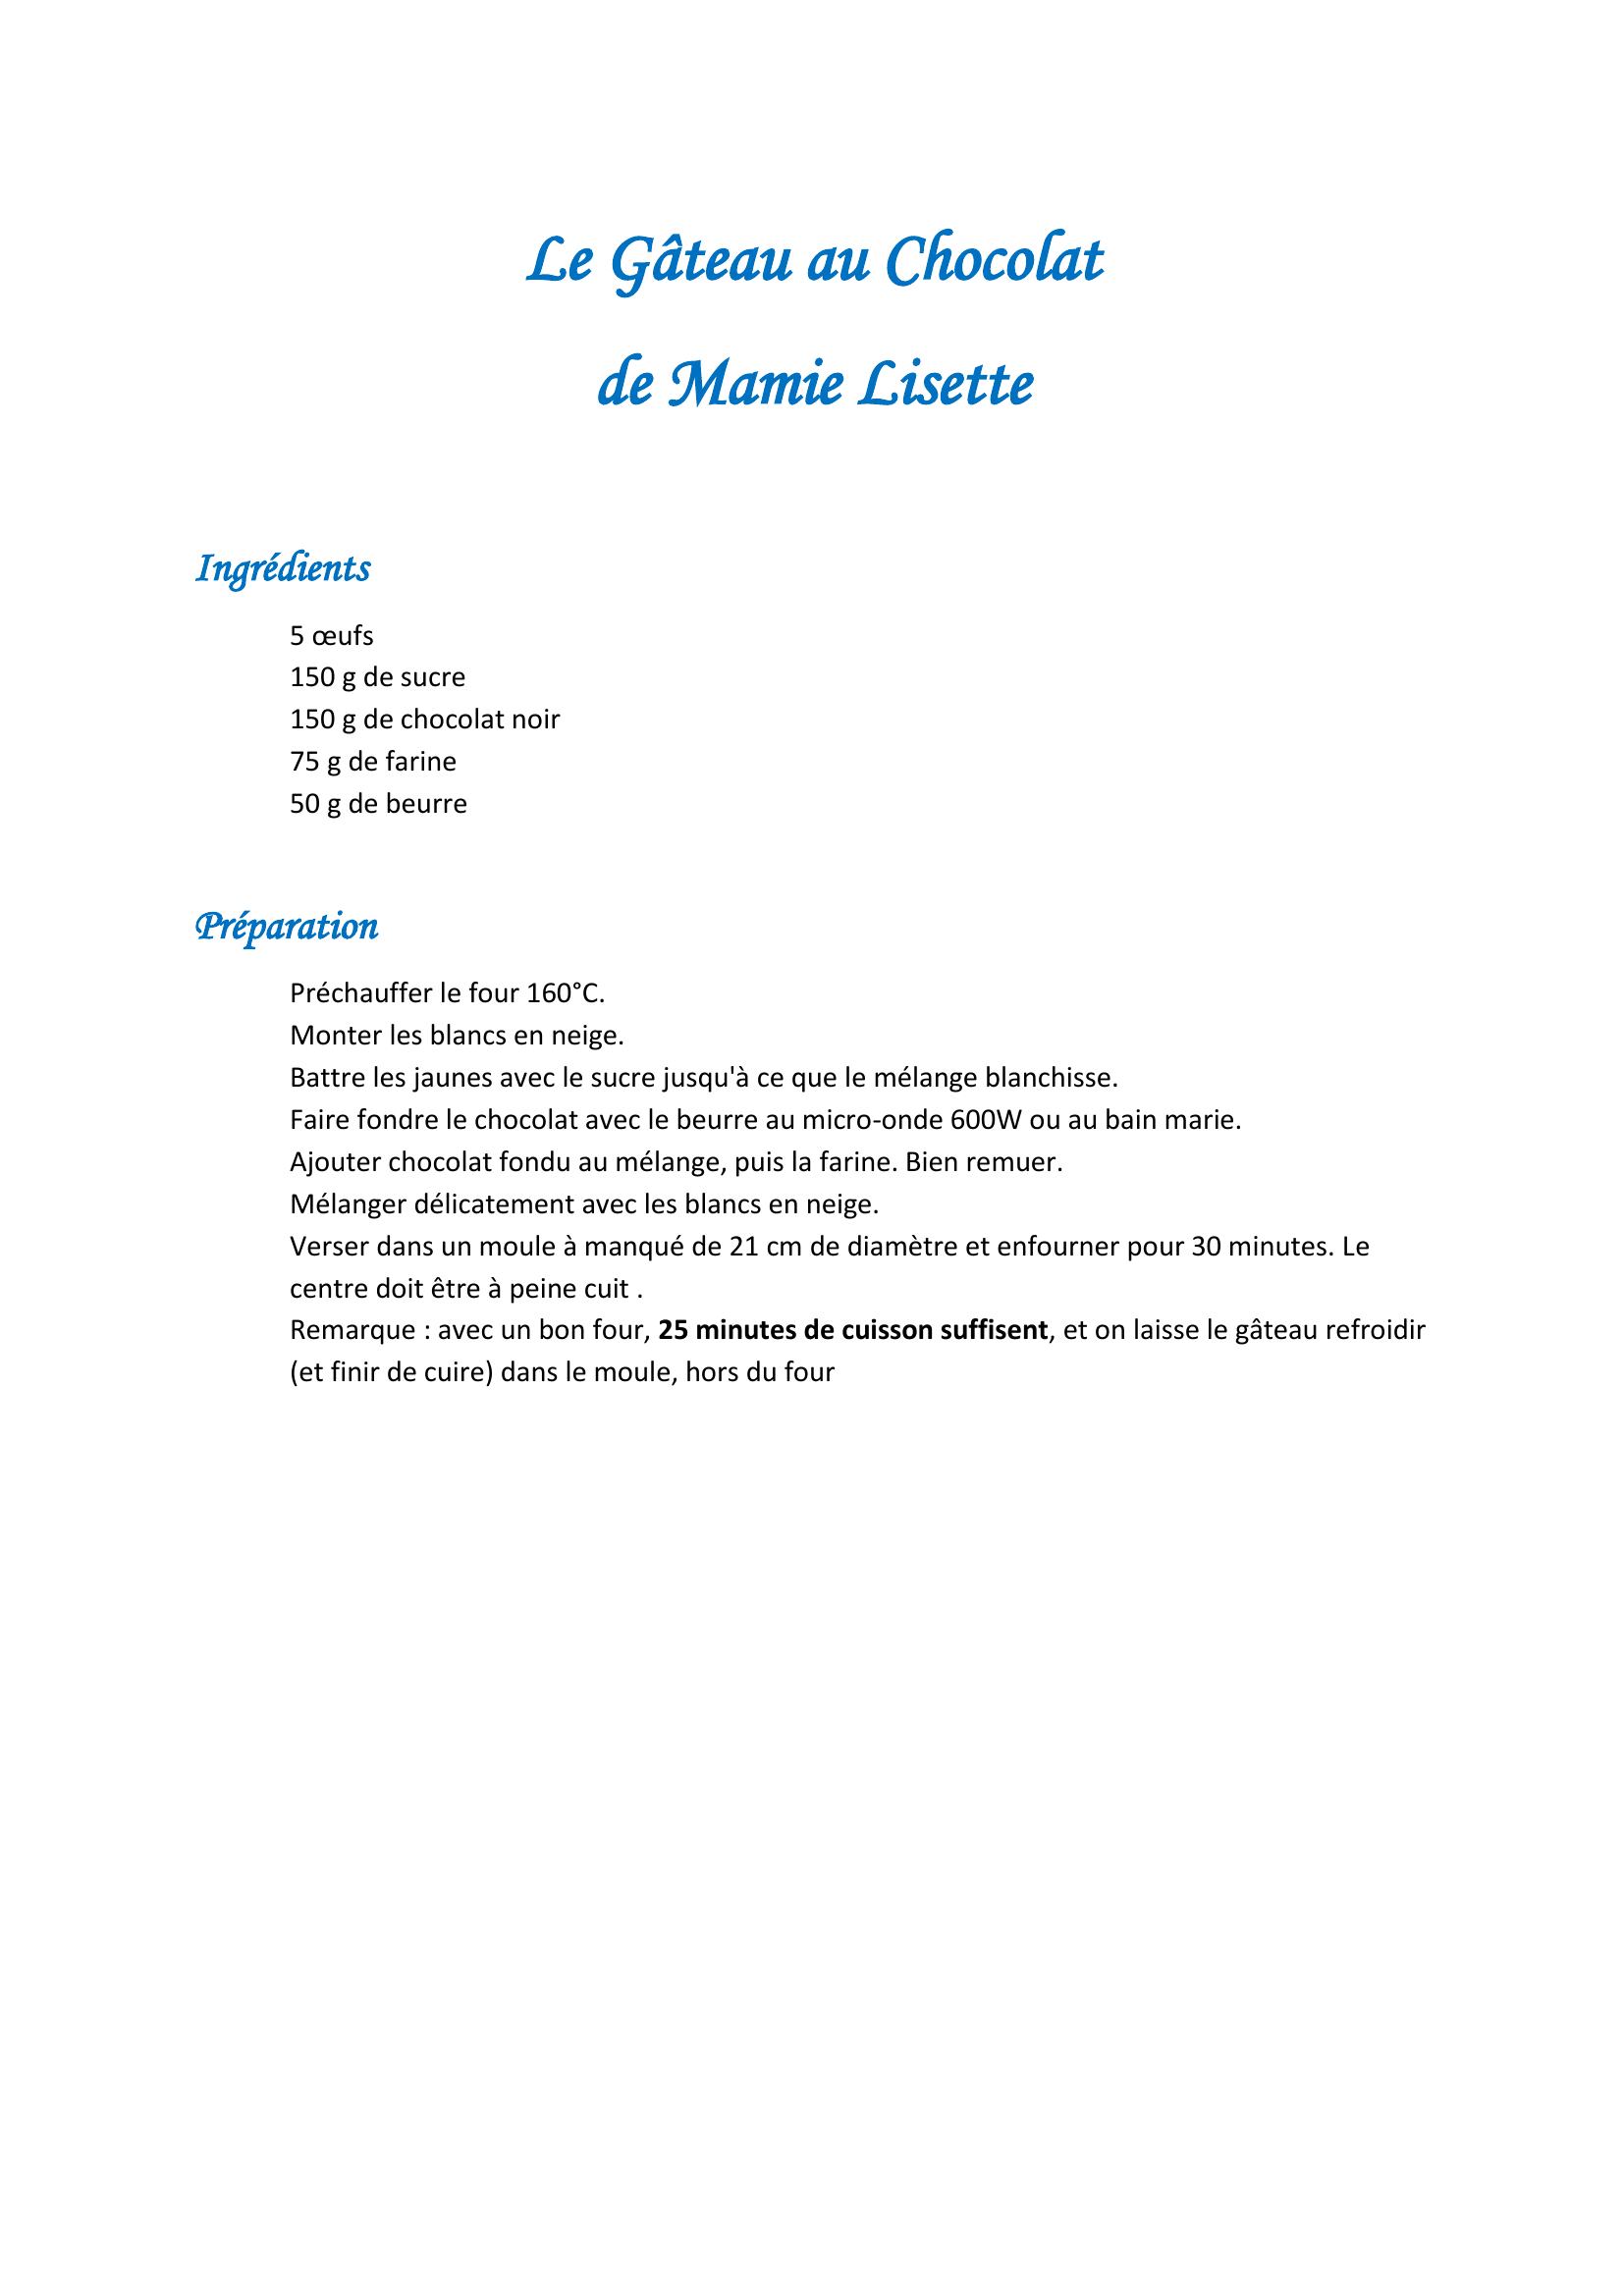 Le Gâteau au Chocolat
de Mamie Lisette
Ingrédients
5 œufs
150 g de sucre
150 g de chocolat noir
75 g de farine
50 g de beurre
Préparation
Préchauffer le four 160°C.
Monter les blancs en neige.
Battre les jaunes avec le sucre jusqu'à ce que le mélange blanchisse.
Faire fondre le chocolat avec le beurre au micro-onde 600W ou au bain marie.
Ajouter chocolat fondu au mélange, puis la farine. Bien remuer.
Mélanger délicatement avec les blancs en neige.
Verser dans un moule à manqué de 21 cm de diamètre et enfourner pour 30 minutes. Le
centre doit être à peine cuit .
Remarque : avec un bon four, 25 minutes de cuisson suffisent, et on laisse le gâteau refroidir
(et finir de cuire) dans le moule, hors du four